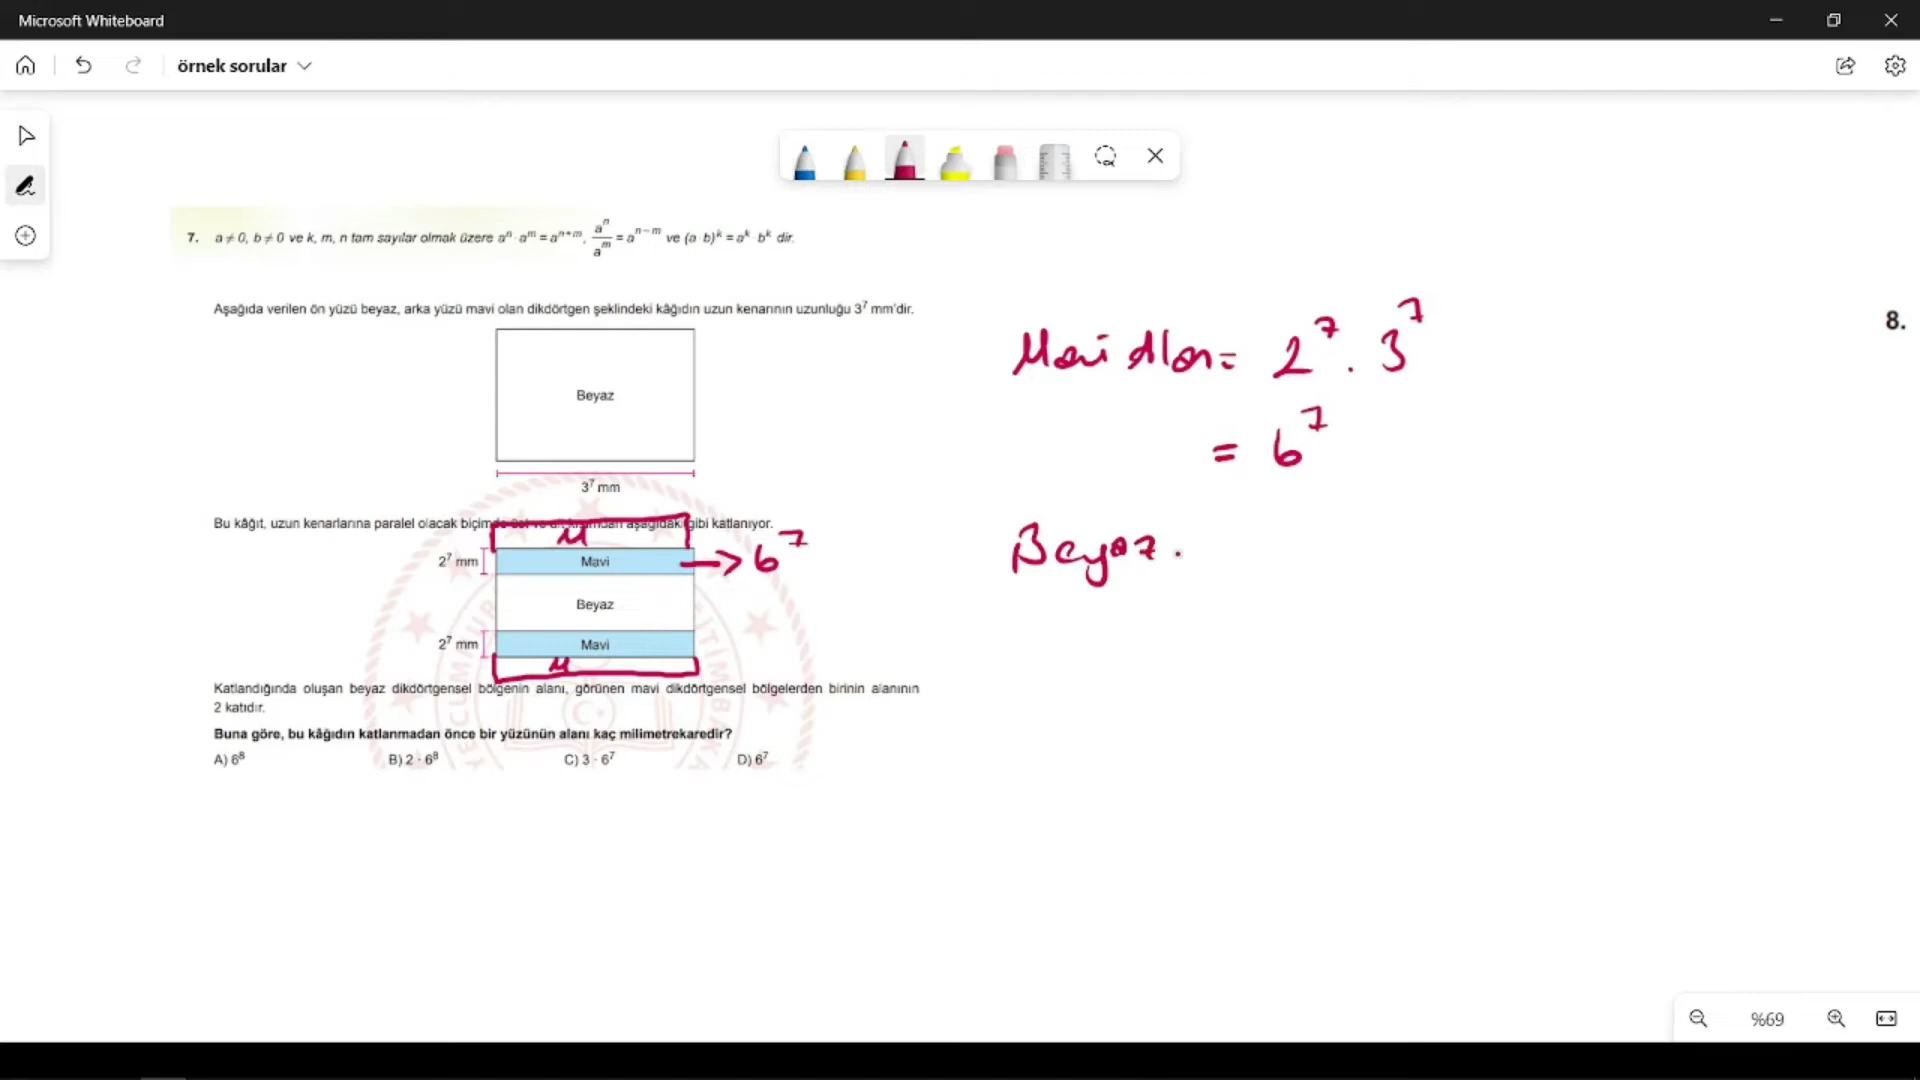 Microsoft Whiteboard
örnek sorular
7. a ≠ 0, b ≠ 0 ve k, m, n tam sayılar olmak üzere aⁿ · aᵐ = aⁿ⁺ᵐ, aⁿ/aᵐ = aⁿ⁻ᵐ ve (a b)ᵏ = aᵏ bᵏ dir.
Aşağıda verilen ön yüzü beyaz, arka yüzü mavi olan dikdörtgen şeklindeki kâğıdın uzun kenarının uzunluğu 3⁷ mm'dir.
8.
Beyaz
3⁷ mm
Mavi Alan = 2⁷ . 3⁷
= 6⁷
Bu kâğıt, uzun kenarlarına paralel olacak biçimde aşağıdaki gibi katlanıyor.
M
2⁷ mm Mavi → 6⁷
Beyaz
2⁷ mm Mavi
M
Beyaz
Katlandığında oluşan beyaz dikdörtgensel bölgenin alanı, görünen mavi dikdörtgensel bölgelerden birinin alanının
2 katıdır.
Buna göre, bu kâğıdın katlanmadan önce bir yüzünün alanı kaç milimetrekaredir?
A) 6⁸ B) 2 · 6⁸ C) 3 · 6⁷ D) 6⁷
%69